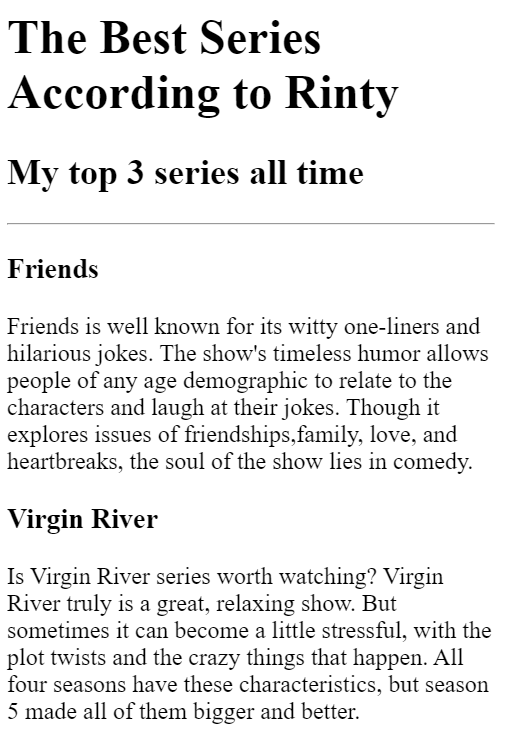 The Best Series
According to Rinty
My top 3 series all time
Friends
Friends is well known for its witty one-liners and
hilarious jokes. The show's timeless humor allows
people of any age demographic to relate to the
characters and laugh at their jokes. Though it
explores issues of friendships,family, love, and
heartbreaks, the soul of the show lies in comedy.
Virgin River
Is Virgin River series worth watching? Virgin
River truly is a great, relaxing show. But
sometimes it can become a little stressful, with the
plot twists and the crazy things that happen. All
four seasons have these characteristics, but season
5 made all of them bigger and better.